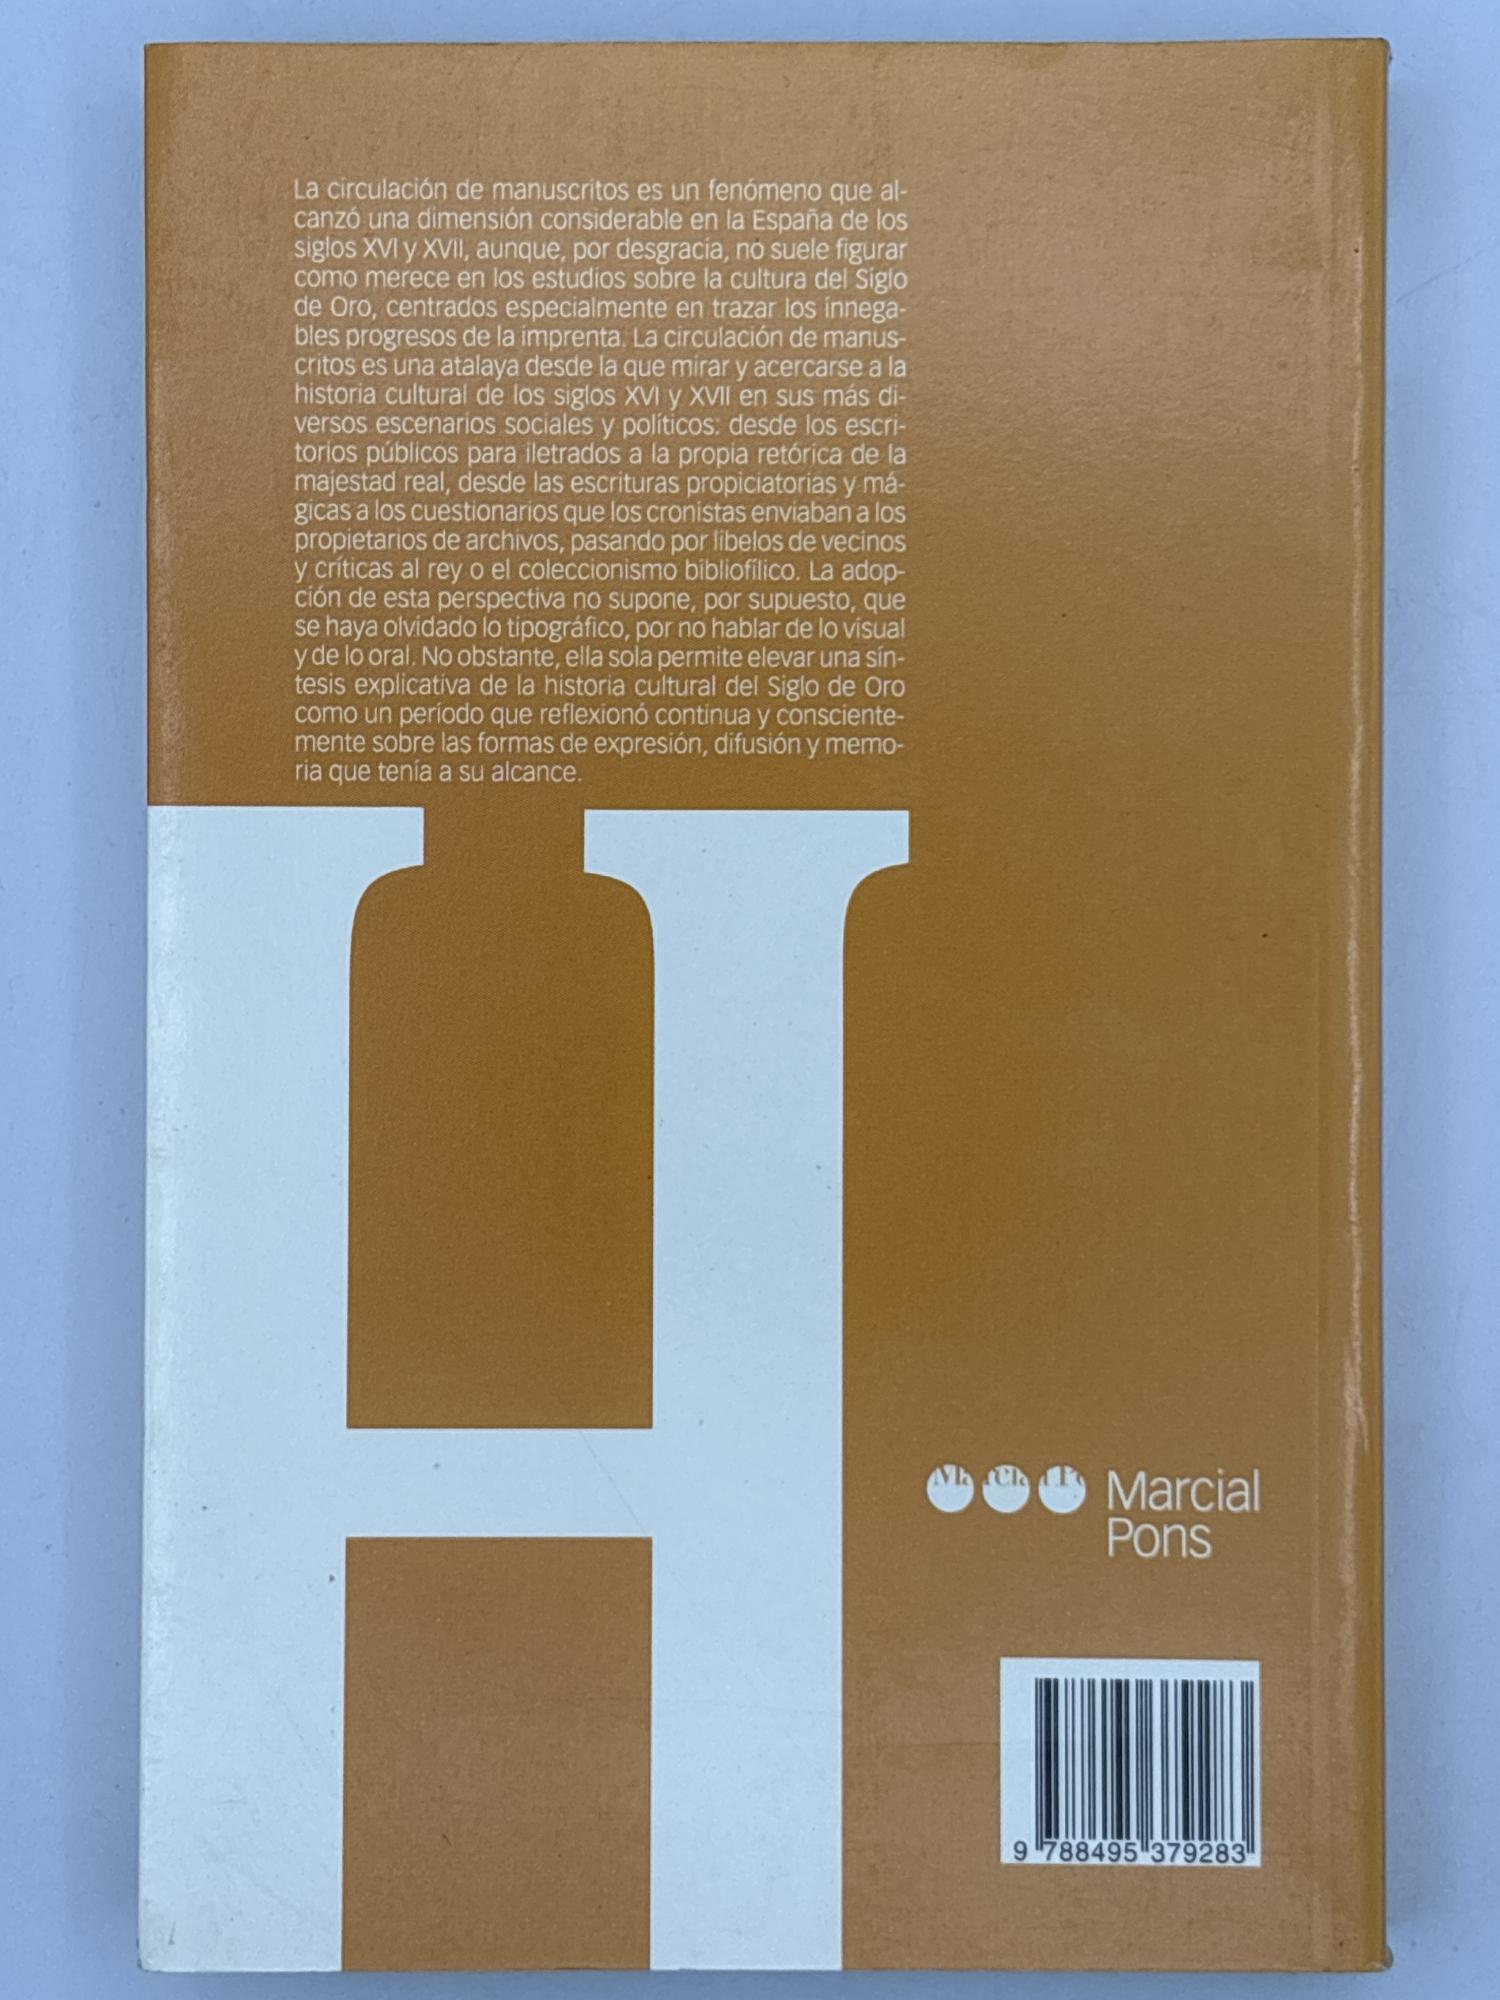 La circulación de manuscritos es un fenómeno que al-
canzó una dimensión considerable en la España de los
siglos XVI y XVII, aunque, por desgracia, no suele figurar
como merece en los estudios sobre la cultura del Siglo
de Oro, centrados especialmente en trazar los innega-
bles progresos de la imprenta. La circulación de manus-
critos es una atalaya desde la que mirar y acercarse a la
historia cultural de los siglos XVI y XVII en sus más di-
versos escenarios sociales y políticos: desde los escri-
torios públicos para iletrados a la propia retórica de la
majestad real, desde las escrituras propiciatorias y má-
gicas a los cuestionarios que los cronistas enviaban a los
propietarios de archivos, pasando por libelos de vecinos
y críticas al rey o el coleccionismo bibliofílico. La adop-
ción de esta perspectiva no supone, por supuesto, que
se haya olvidado lo tipográfico, por no hablar de lo visual
y de lo oral. No obstante, ella sola permite elevar una sín-
tesis explicativa de la historia cultural del Siglo de Oro
como un período que reflexionó continua y consciente-
mente sobre las formas de expresión, difusión y memo-
ria que tenía a su alcance.
H
Marcial
Pons
9 788495 379283